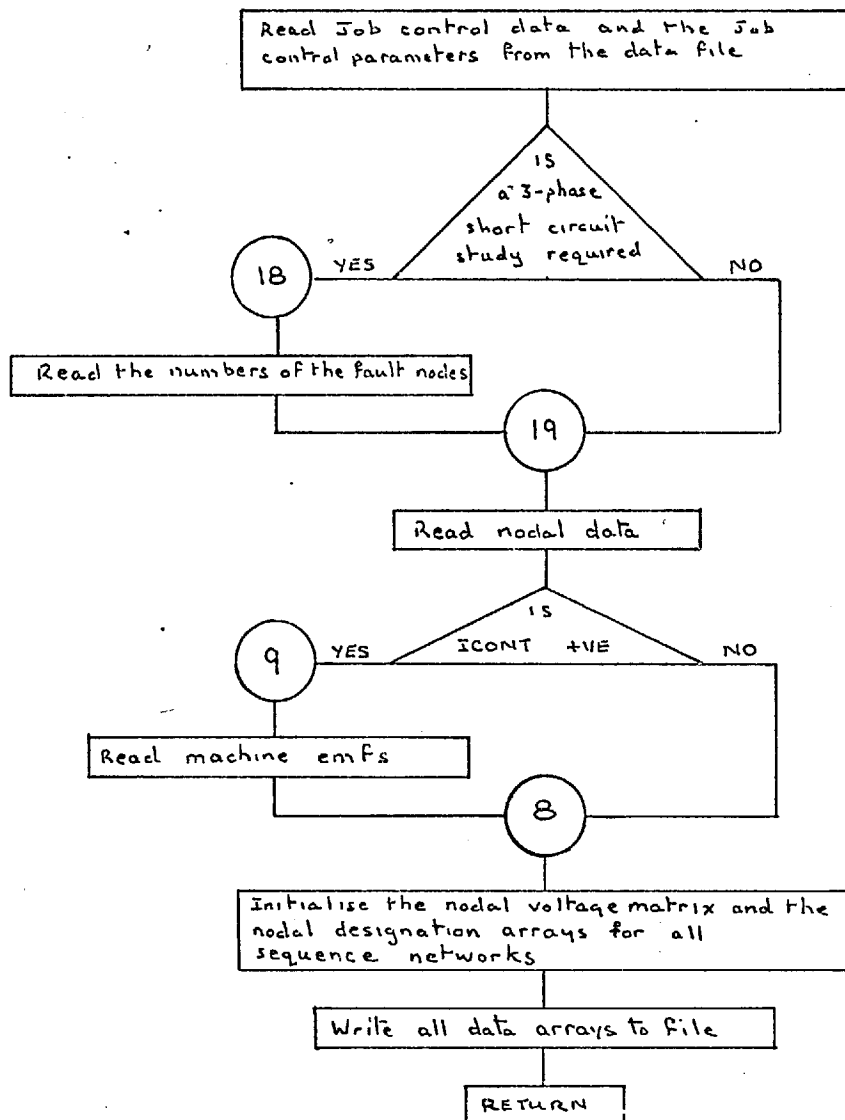 Read Job control data and the Job
control parameters from the data file
IS
a 3-phase
short circuit
study required
YES
NO
18
Read the numbers of the fault nodes
19
Read nodal data
IS
ICONT +VE
YES
NO
9
Read machine emfs
8
Initialise the nodal voltage matrix and the
nodal designation arrays for all
sequence networks
Write all data arrays to file
RETURN